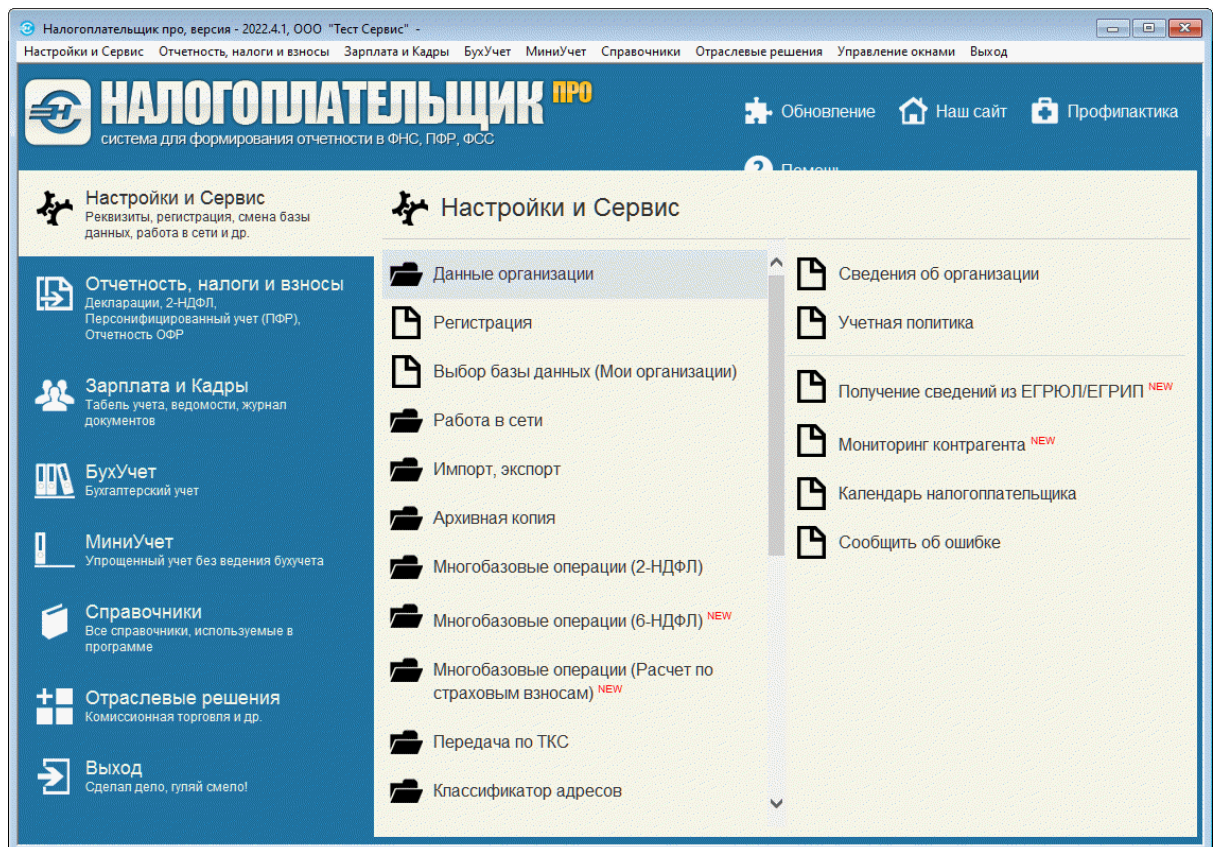 Налогоплательщик про, версия - 2022.4.1, ООО "Тест Сервис" -
Настройки и Сервис Отчетность, налоги и взносы Зарплата и Кадры БухУчет МиниУчет Справочники Отраслевые решения Управление окнами Выход
НАЛОГОПЛАТЕЛЬЩИК ПРО
система для формирования отчетности в ФНС, ПФР, ФСС
Обновление Наш сайт Профилактика
Помощь
Настройки и Сервис
Реквизиты, регистрация, смена базы
данных, работа в сети и др.
Отчетность, налоги и взносы
Декларации, 2-НДФЛ,
Персонифицированный учет (ПФР),
Отчетность ОФР
Зарплата и Кадры
Табель учета, ведомости, журнал
документов
БухУчет
Бухгалтерский учет
МиниУчет
Упрощенный учет без ведения бухучета
Справочники
Все справочники, используемые в
программе
Отраслевые решения
Комиссионная торговля и др.
Выход
Сделал дело, гуляй смело!
Настройки и Сервис
Данные организации
Регистрация
Выбор базы данных (Мои организации)
Работа в сети
Импорт, экспорт
Архивная копия
Многобазовые операции (2-НДФЛ)
Многобазовые операции (6-НДФЛ) NEW
Многобазовые операции (Расчет по
страховым взносам) NEW
Передача по ТКС
Классификатор адресов
Сведения об организации
Учетная политика
Получение сведений из ЕГРЮЛ/ЕГРИП NEW
Мониторинг контрагента NEW
Календарь налогоплательщика
Сообщить об ошибке